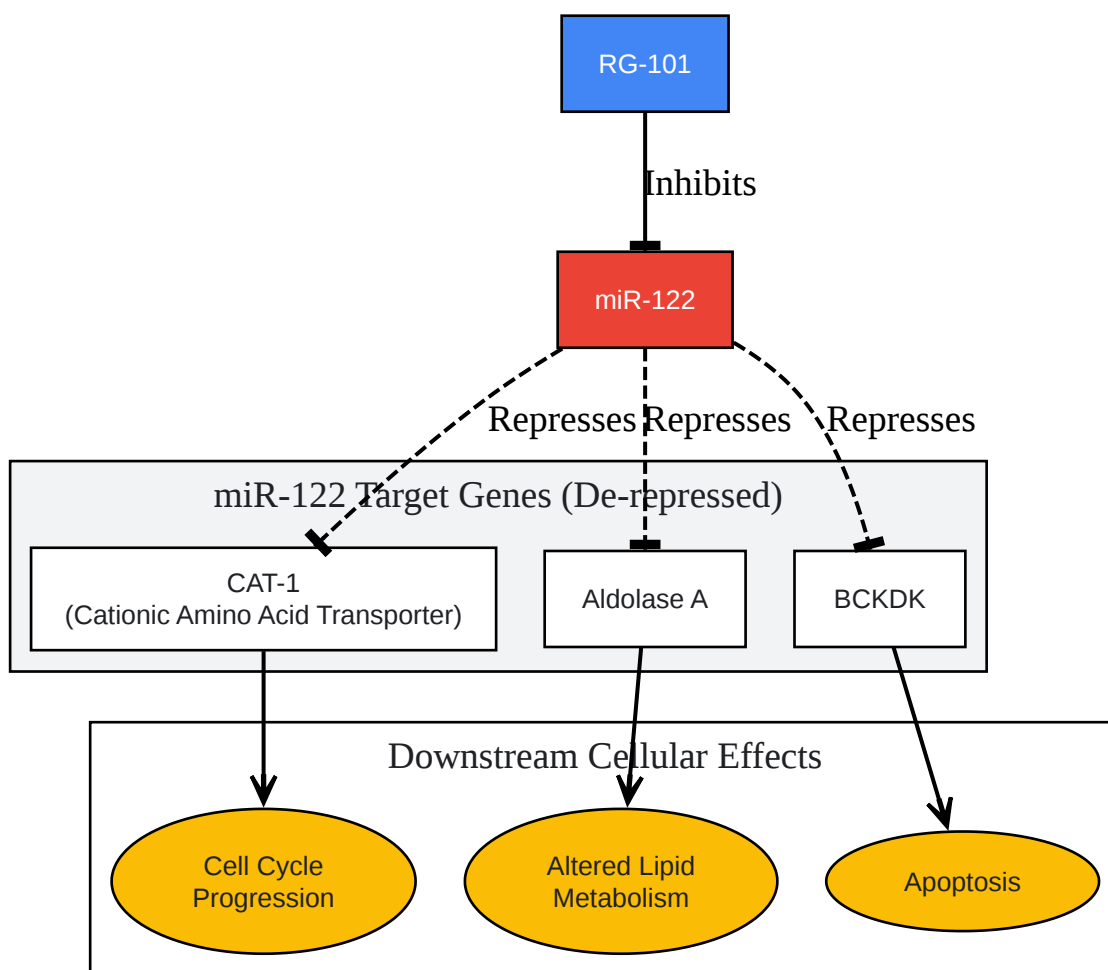 RG-101
Inhibits
miR-122
Represses
Represses
Represses
miR-122 Target Genes (De-repressed)
CAT-1
(Cationic Amino Acid Transporter)
Aldolase A
BCKDK
Downstream Cellular Effects
Cell Cycle
Progression
Altered Lipid
Metabolism
Apoptosis